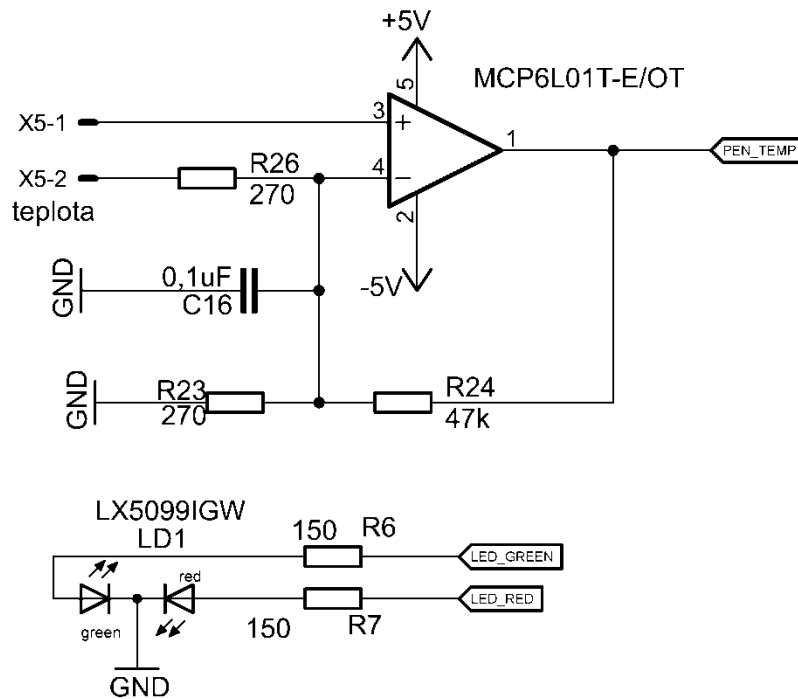 +5V
MCP6L01T-E/OT
5
X5-1
3
+
1
PEN_TEMP
X5-2
R26
4
-
270
teplota
2
-5V
GND
0,1uF
C16
GND
R23
270
R24
47k
LX5099IGW
LD1
150
R6
LED_GREEN
red
LED_RED
green
150
R7
GND